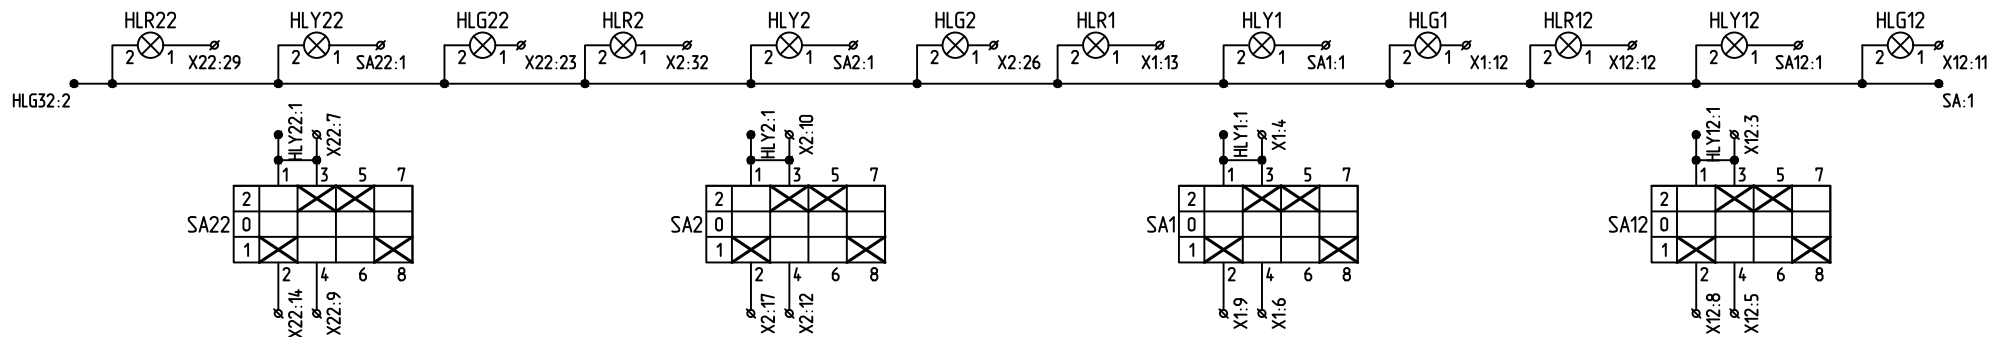 HLR22 HLY22 HLG22 HLR2 HLY2 HLG2 HLR1 HLY1 HLG1 HLR12 HLY12 HLG12
2 1 2 1 2 1 2 1 2 1 2 1 2 1 2 1 2 1 2 1 2 1 2 1
X22:29 SA22:1 X22:23 X2:32 SA2:1 X2:26 X1:13 SA1:1 X1:12 X12:12 SA12:1 X12:11
HLG32:2 SA:1
HLY22:1 X22:7 HLY2:1 X2:10 HLY1:1 X1:4 HLY12:1 X12:3
1 3 5 7 1 3 5 7 1 3 5 7 1 3 5 7
2 2 2 2
SA22 0 SA2 0 SA1 0 SA12 0
1 1 1 1
2 4 6 8 2 4 6 8 2 4 6 8 2 4 6 8
X22:14 X22:9 X2:17 X2:12 X1:9 X1:6 X12:8 X12:5